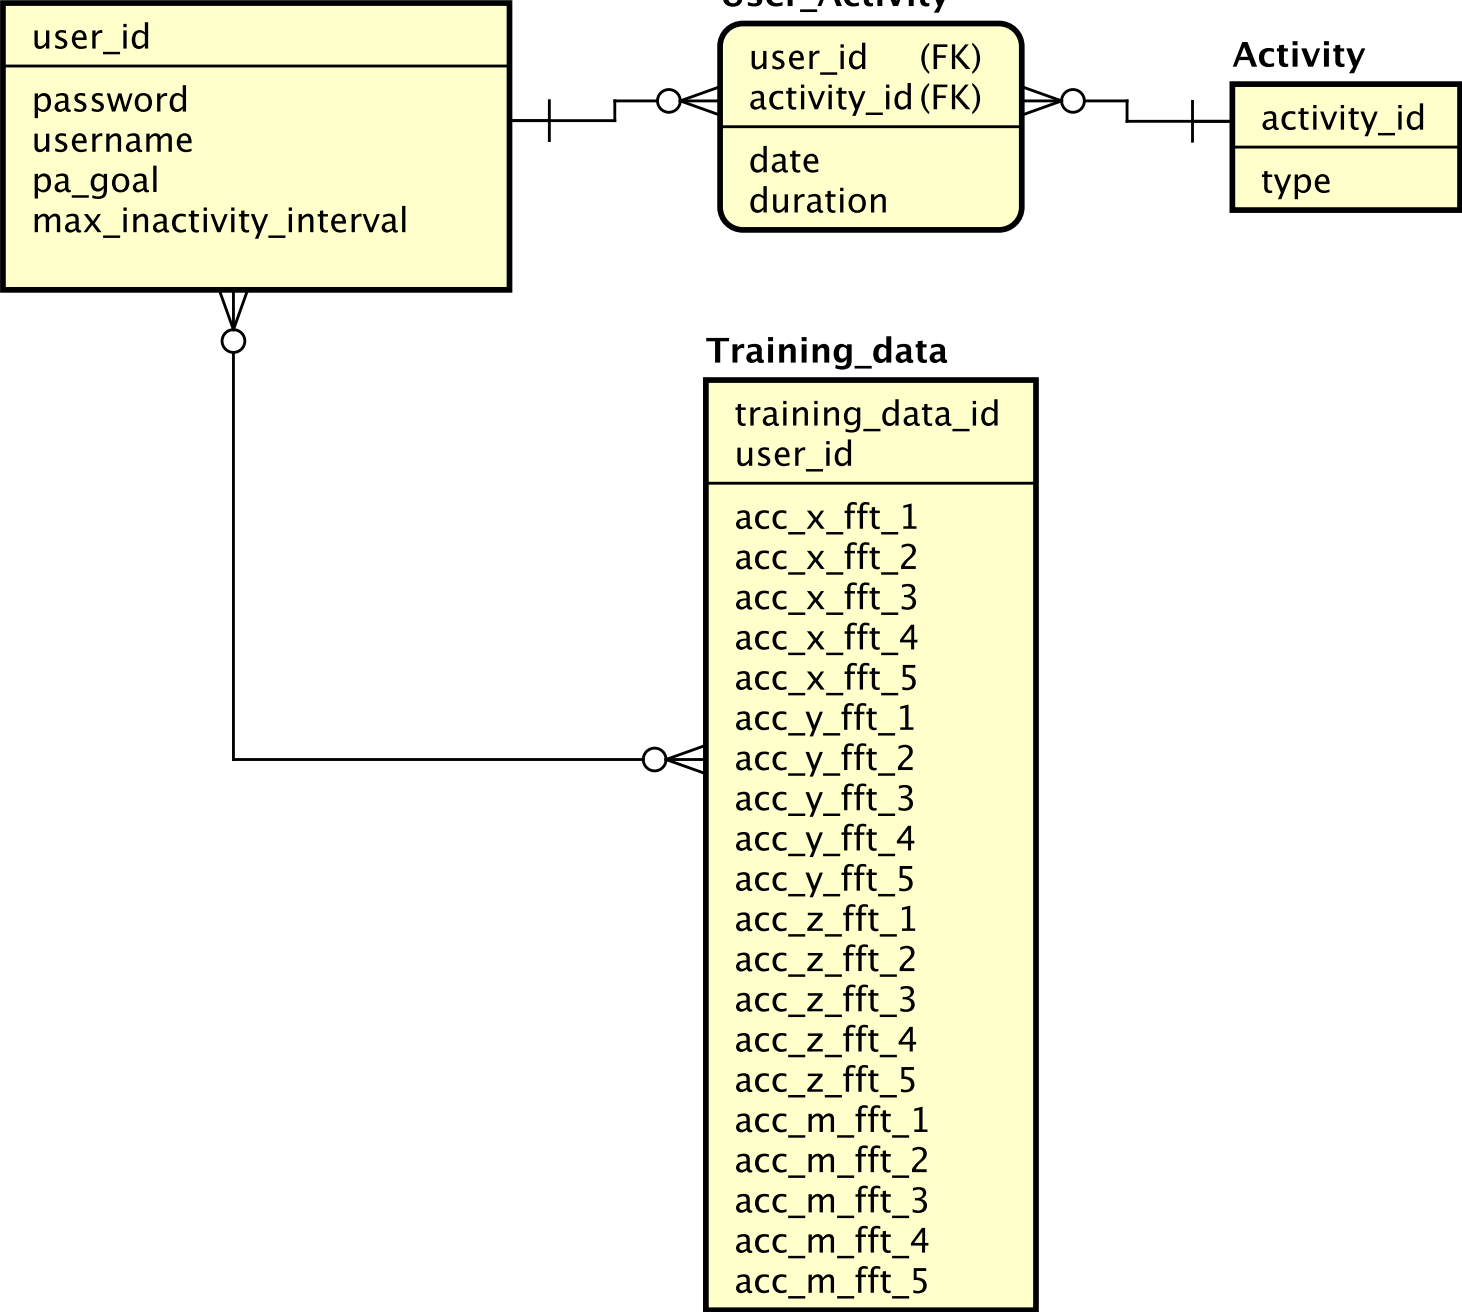 user_id
password
username
pa_goal
max_inactivity_interval
User_Activity
user_id (FK)
activity_id (FK)
date
duration
Activity
activity_id
type
Training_data
training_data_id
user_id
acc_x_fft_1
acc_x_fft_2
acc_x_fft_3
acc_x_fft_4
acc_x_fft_5
acc_y_fft_1
acc_y_fft_2
acc_y_fft_3
acc_y_fft_4
acc_y_fft_5
acc_z_fft_1
acc_z_fft_2
acc_z_fft_3
acc_z_fft_4
acc_z_fft_5
acc_m_fft_1
acc_m_fft_2
acc_m_fft_3
acc_m_fft_4
acc_m_fft_5